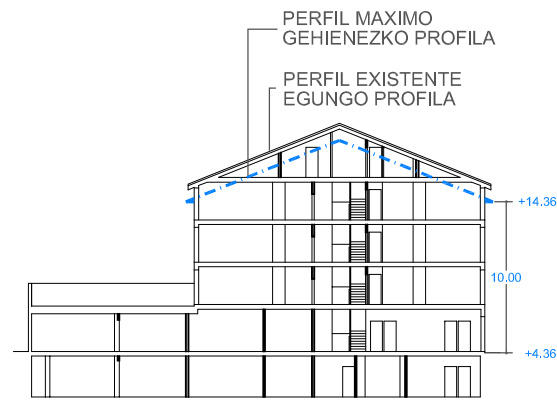 PERFIL MAXIMO
GEHIENEZKO PROFILA
PERFIL EXISTENTE
EGUNGO PROFILA
+14.36
10.00
+4.36